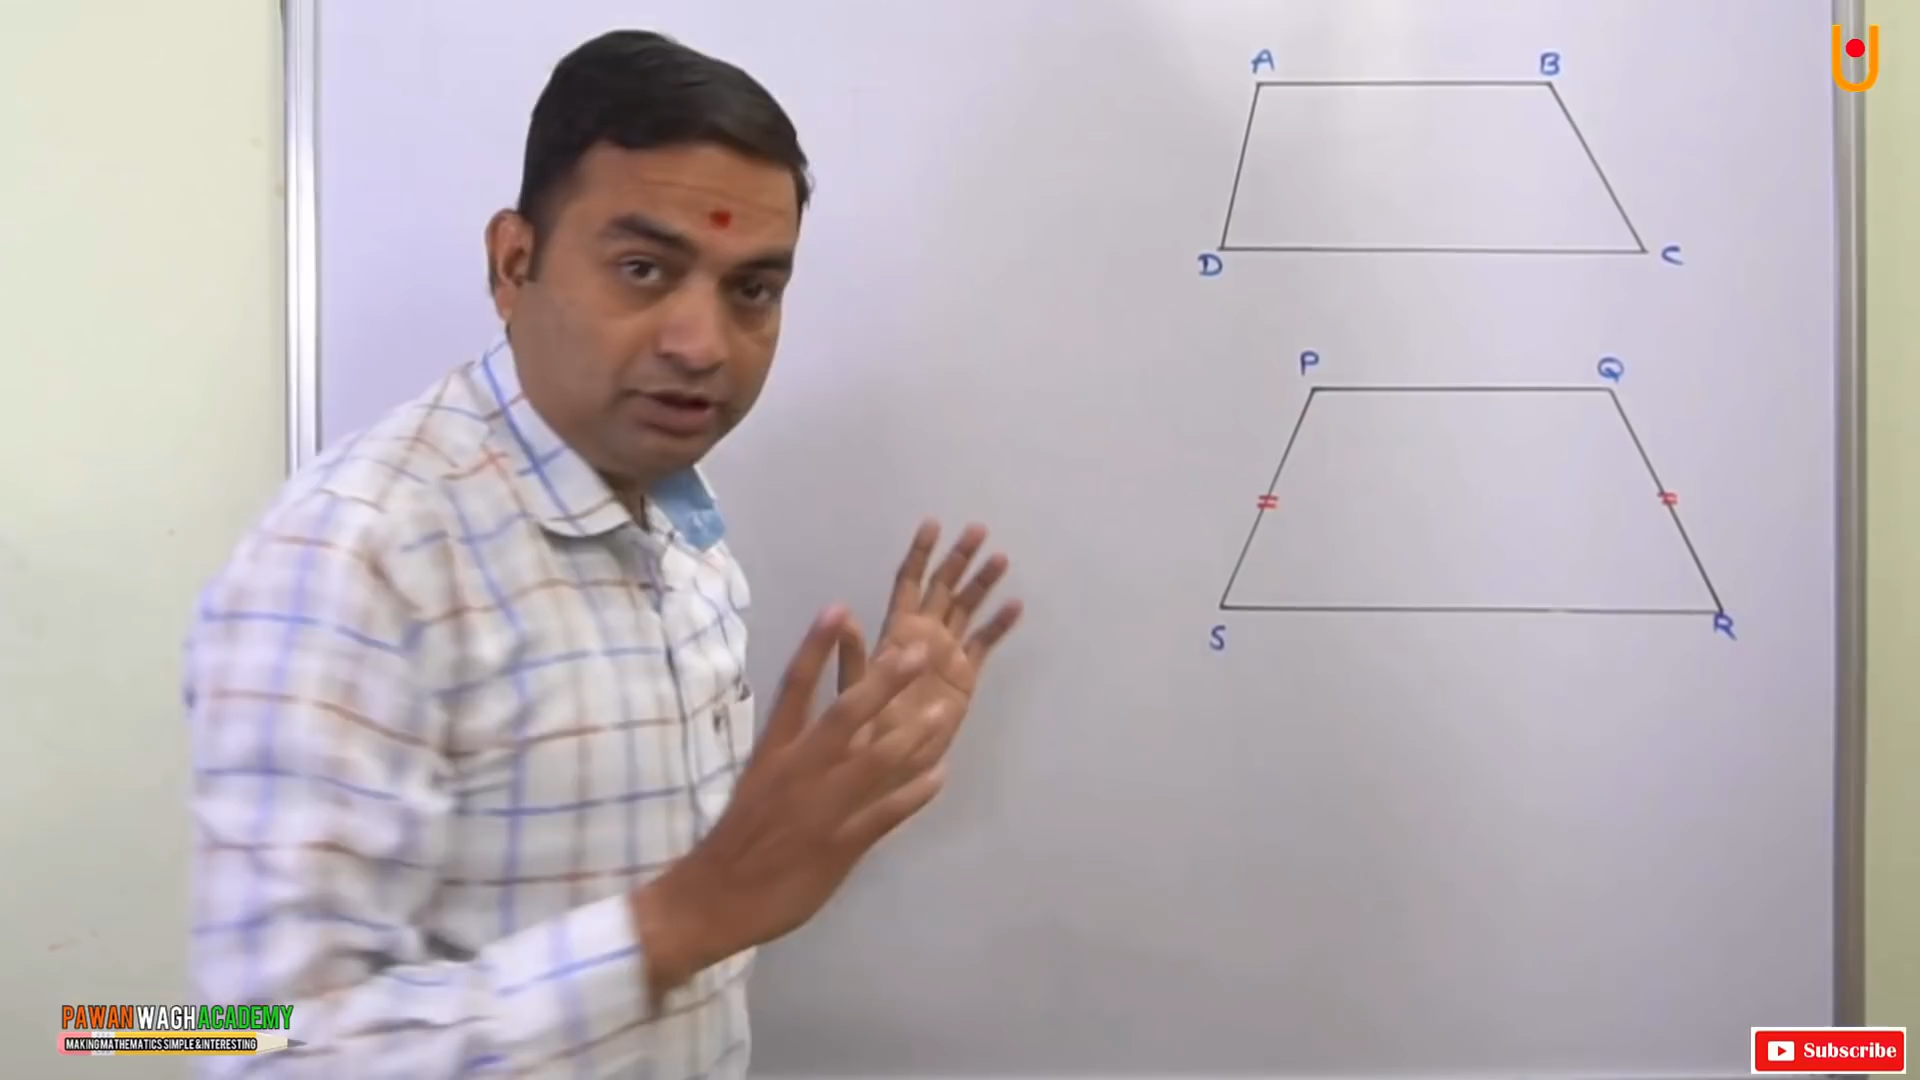 A B
D C
P Q
S R
PAWAN WAGH ACADEMY
MAKING MATHEMATICS SIMPLE & INTERESTING
Subscribe